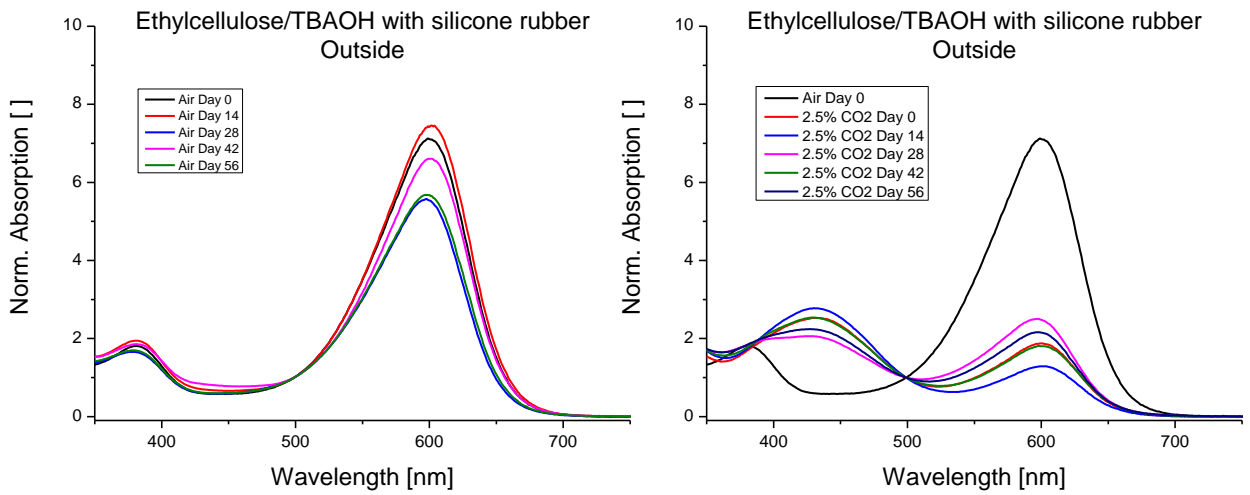 Ethylcellulose/TBAOH with silicone rubber
Outside
10
8
6
4
2
0
Norm. Absorption [ ]
Air Day 0
Air Day 14
Air Day 28
Air Day 42
Air Day 56
400
500
600
700
Wavelength [nm]
Ethylcellulose/TBAOH with silicone rubber
Outside
10
8
6
4
2
0
Norm. Absorption [ ]
Air Day 0
2.5% CO2 Day 0
2.5% CO2 Day 14
2.5% CO2 Day 28
2.5% CO2 Day 42
2.5% CO2 Day 56
400
500
600
700
Wavelength [nm]